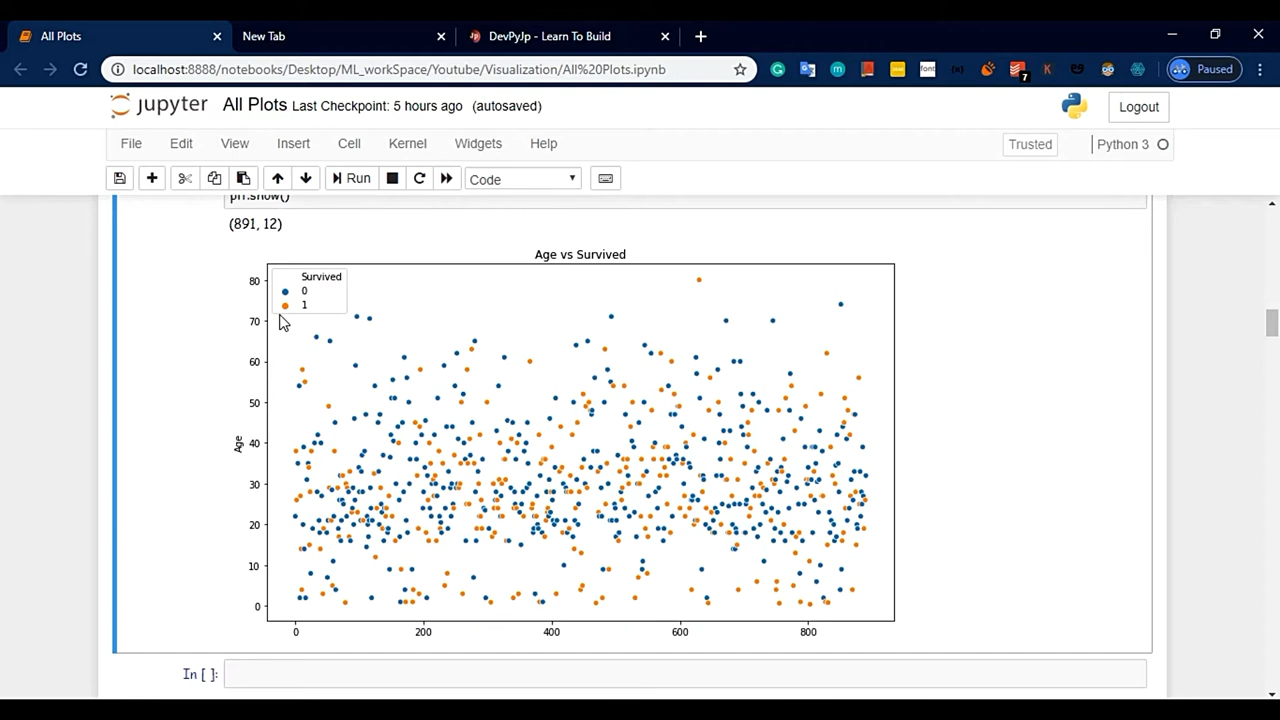 All Plots
New Tab
DevPyJp - Learn To Build
localhost:8888/notebooks/Desktop/ML_workSpace/Youtube/Visualization/All%20Plots.ipynb
7
Paused
jupyter All Plots Last Checkpoint: 5 hours ago (autosaved)
Logout
File Edit View Insert Cell Kernel Widgets Help
Trusted
Python 3
Run
Code
plt.show()
(891, 12)
Age vs Survived
Survived
0
1
80
70
60
50
40
30
20
10
0
Age
0 200 400 600 800
In [ ]: